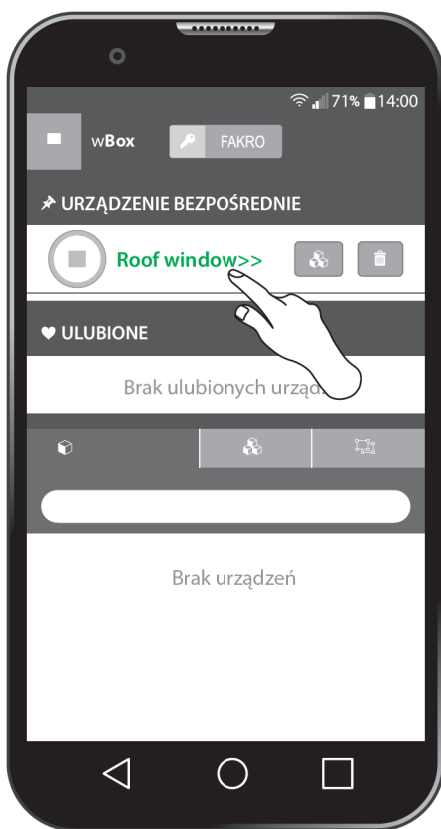 71% 14:00
wBox FAKRO
URZĄDZENIE BEZPOŚREDNIE
Roof window>>
ULUBIONE
Brak ulubionych urząd
Brak urządzeń